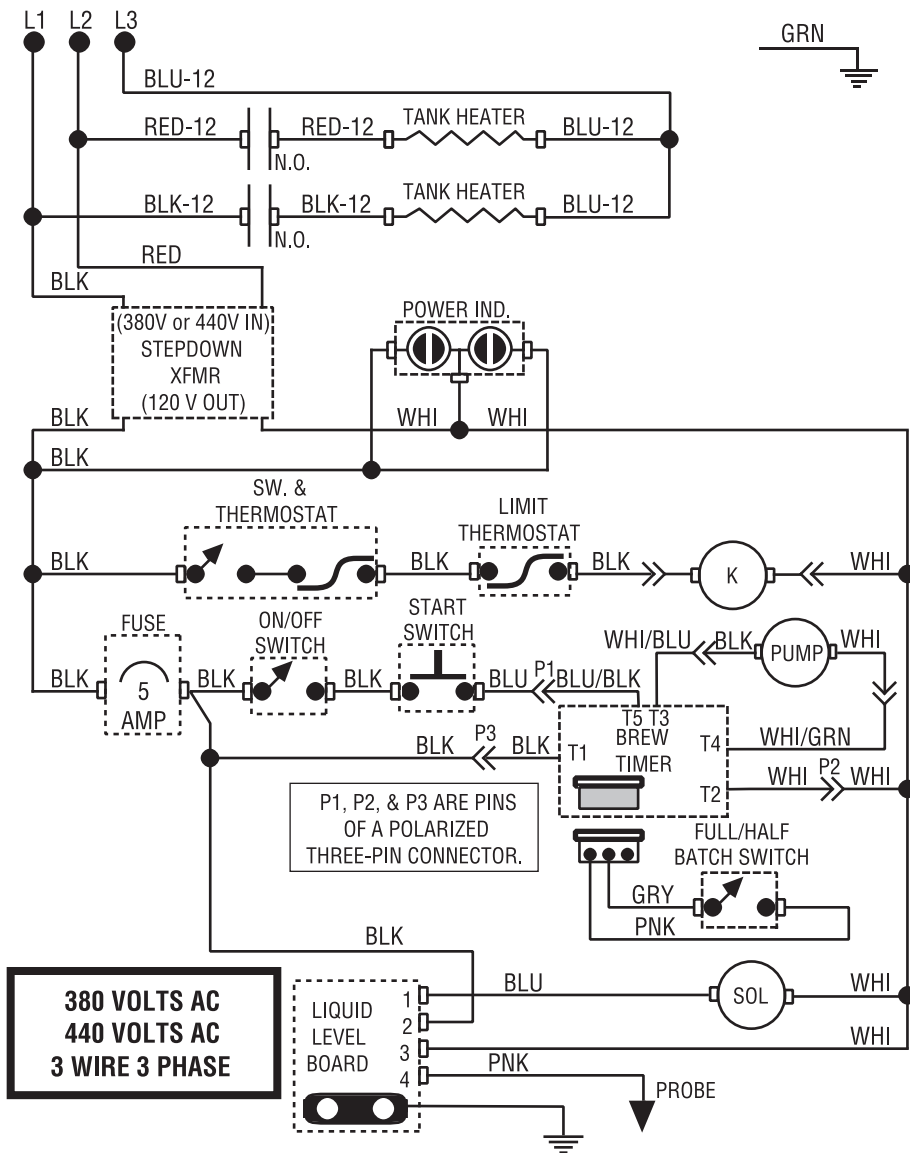 L1 L2 L3
GRN
BLU-12
RED-12 RED-12 TANK HEATER BLU-12
N.O.
BLK-12 BLK-12 TANK HEATER BLU-12
N.O.
RED
BLK
(380V or 440V IN)
STEPDOWN
XFMR
(120 V OUT)
POWER IND.
BLK WHI WHI
BLK
SW. &
THERMOSTAT
LIMIT
THERMOSTAT
BLK BLK BLK K WHI
FUSE
5
AMP
ON/OFF
SWITCH
START
SWITCH
WHI/BLU BLK PUMP WHI
BLK BLK BLK BLU P1 BLU/BLK
T5 T3
BREW
TIMER
T1
T4
T2
WHI/GRN
BLK P3 BLK
WHI P2 WHI
P1, P2, & P3 ARE PINS
OF A POLARIZED
THREE-PIN CONNECTOR.
FULL/HALF
BATCH SWITCH
GRY
PNK
BLK
380 VOLTS AC
440 VOLTS AC
3 WIRE 3 PHASE
LIQUID
LEVEL
BOARD
1
2
3
4
BLU SOL WHI
WHI
PNK
PROBE